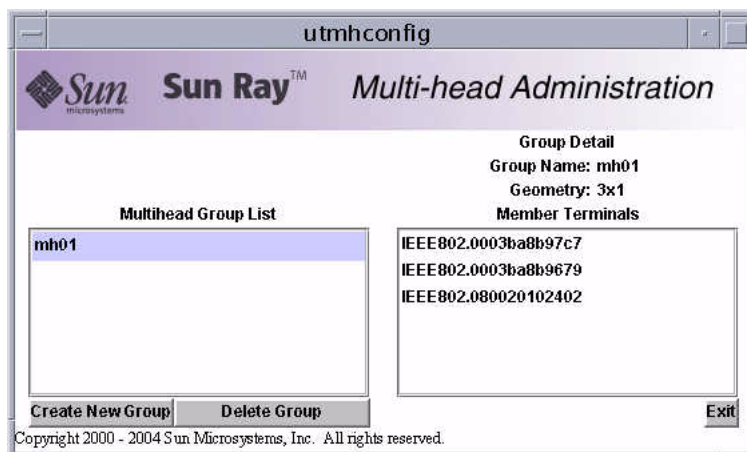 utmhconfig
Sun
microsystems
Sun Ray™ Multi-head Administration
Group Detail
Group Name: mh01
Geometry: 3x1
Multihead Group List
Member Terminals
mh01
IEEE802.0003ba8b97c7
IEEE802.0003ba8b9679
IEEE802.080020102402
Create New Group
Delete Group
Exit
Copyright 2000 - 2004 Sun Microsystems, Inc. All rights reserved.